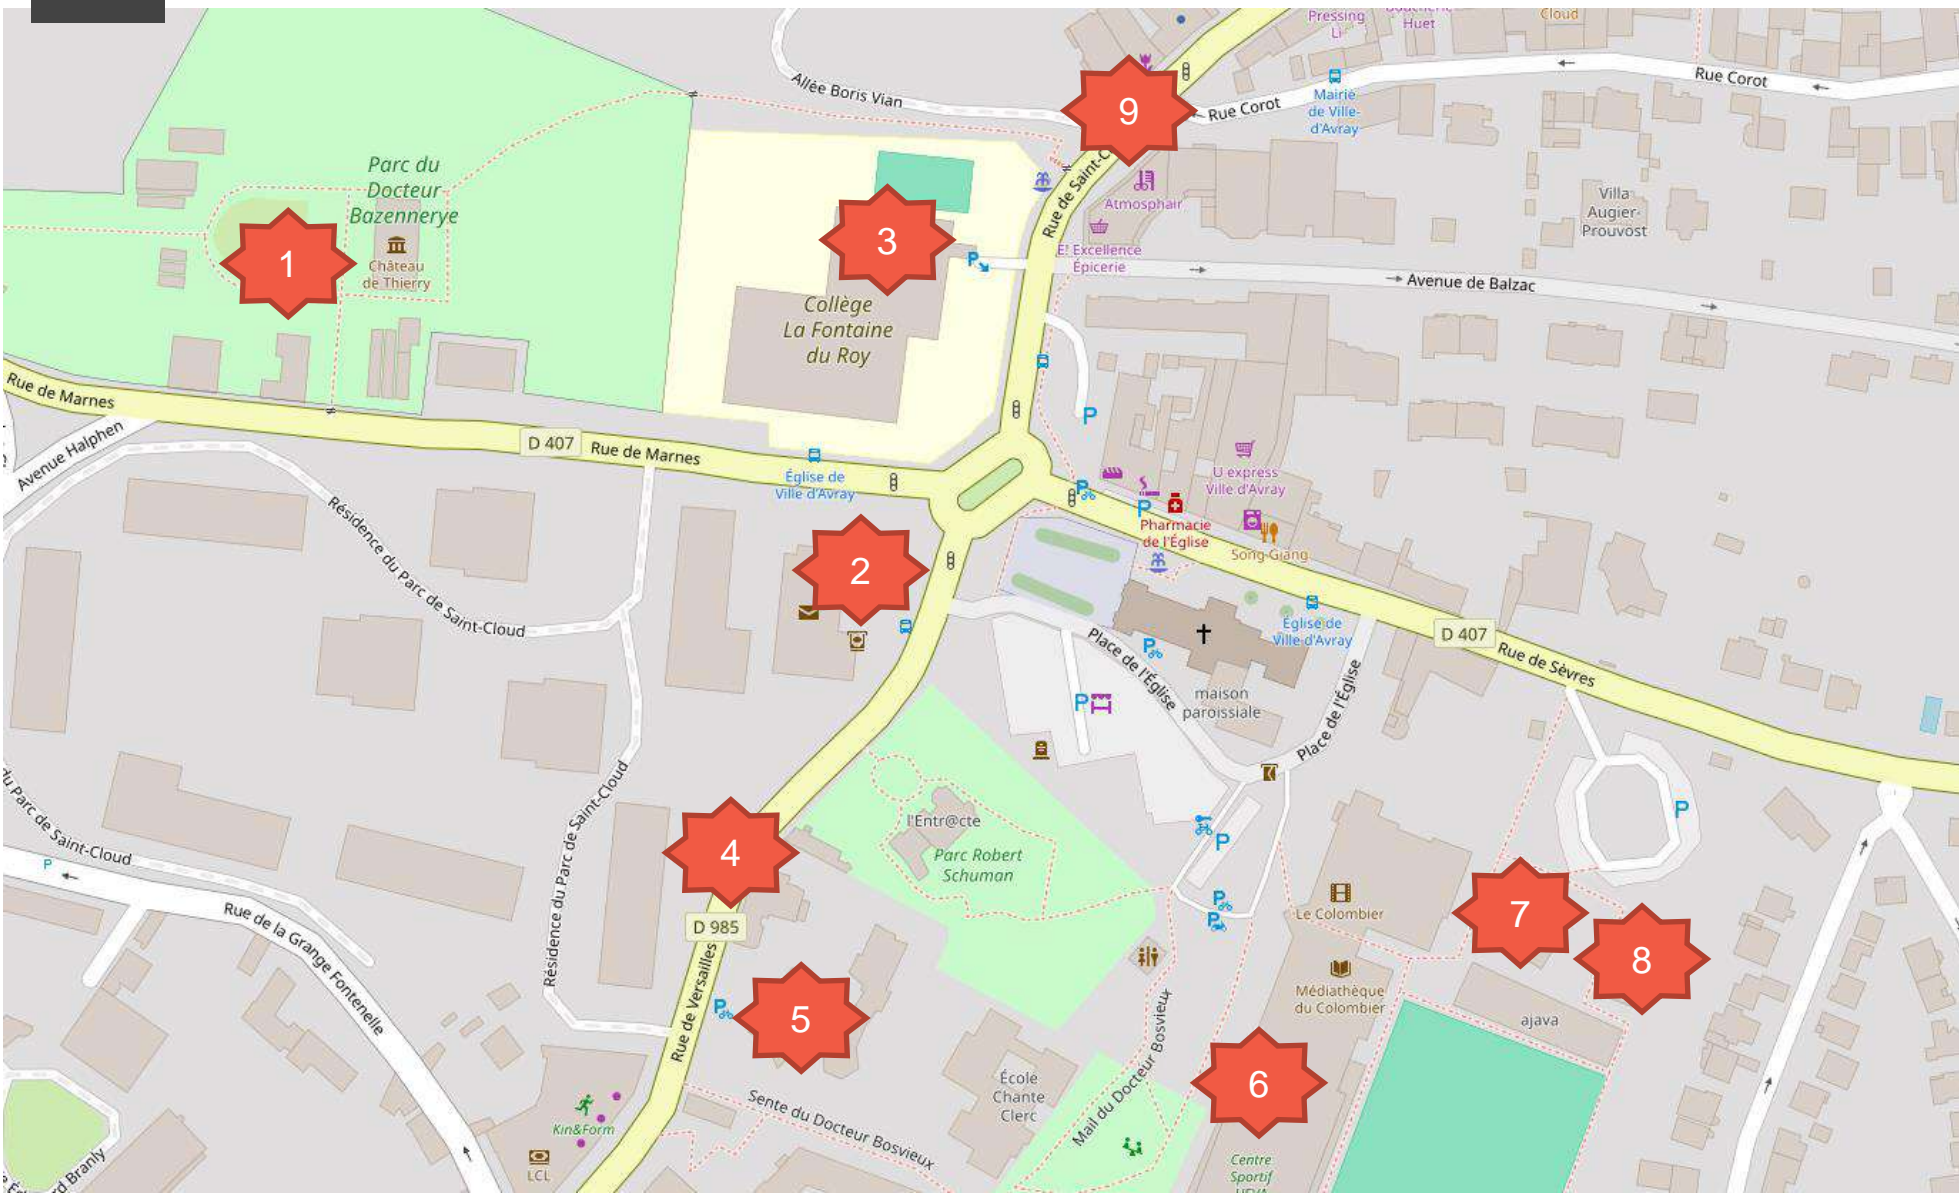 Pressing
Li
Huet
Cloud
Allée Boris Vian
9
Rue Corot
Mairie
de Ville-
d'Avray
Rue Corot
Parc du
Docteur
Bazennerye
Château
de Thierry
1
3
Collège
La Fontaine
du Roy
Rue de Saint-C
Atmosphair
E! Excellence
Épicerie
Villa
Augier-
Prouvost
Avenue de Balzac
P
P
Rue de Marnes
Avenue Halphen
D 407
Rue de Marnes
Église de
Ville d'Avray
P
P
U express
Ville d'Avray
Pharmacie
de l'Église
Song Giang
Résidence du Parc de Saint-Cloud
2
Église de
Ville d'Avray
D 407
Rue de Sèvres
P
Place de l'Église
maison
paroissiale
Place de l'Église
P
P
l'Entr@cte
Parc Robert
Schuman
4
D 985
Rue de Versailles
Résidence du Parc de Saint-Cloud
du Parc de Saint-Cloud
P
Rue de la Grange Fontenelle
P
P
P
Le Colombier
7
8
Médiathèque
du Colombier
ajava
P
5
6
École
Chante
Clerc
Mail du Docteur Bosvieux
Sente du Docteur Bosvieux
Kin&Form
LCL
Centre
Sportif
rd Branly